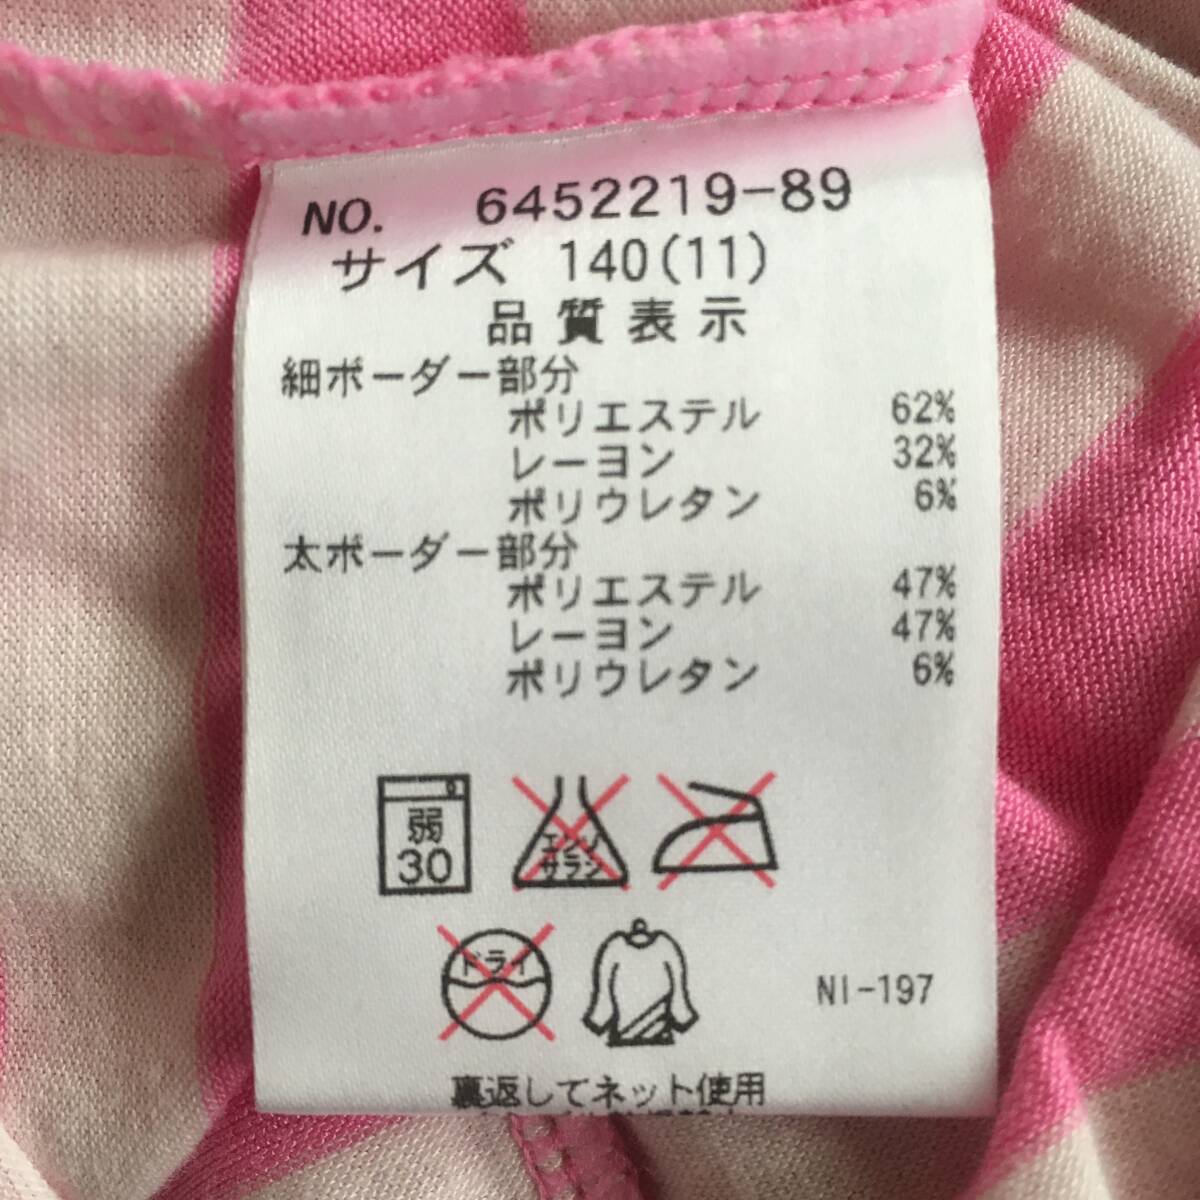 NO. 6452219-89
サイズ 140(11)
品質表示
細ボーダー部分
ポリエステル 62%
レーヨン 32%
ポリウレタン 6%
太ボーダー部分
ポリエステル 47%
レーヨン 47%
ポリウレタン 6%
弱
30
エンソ
サラシ
ドライ
NI-197
裏返してネット使用